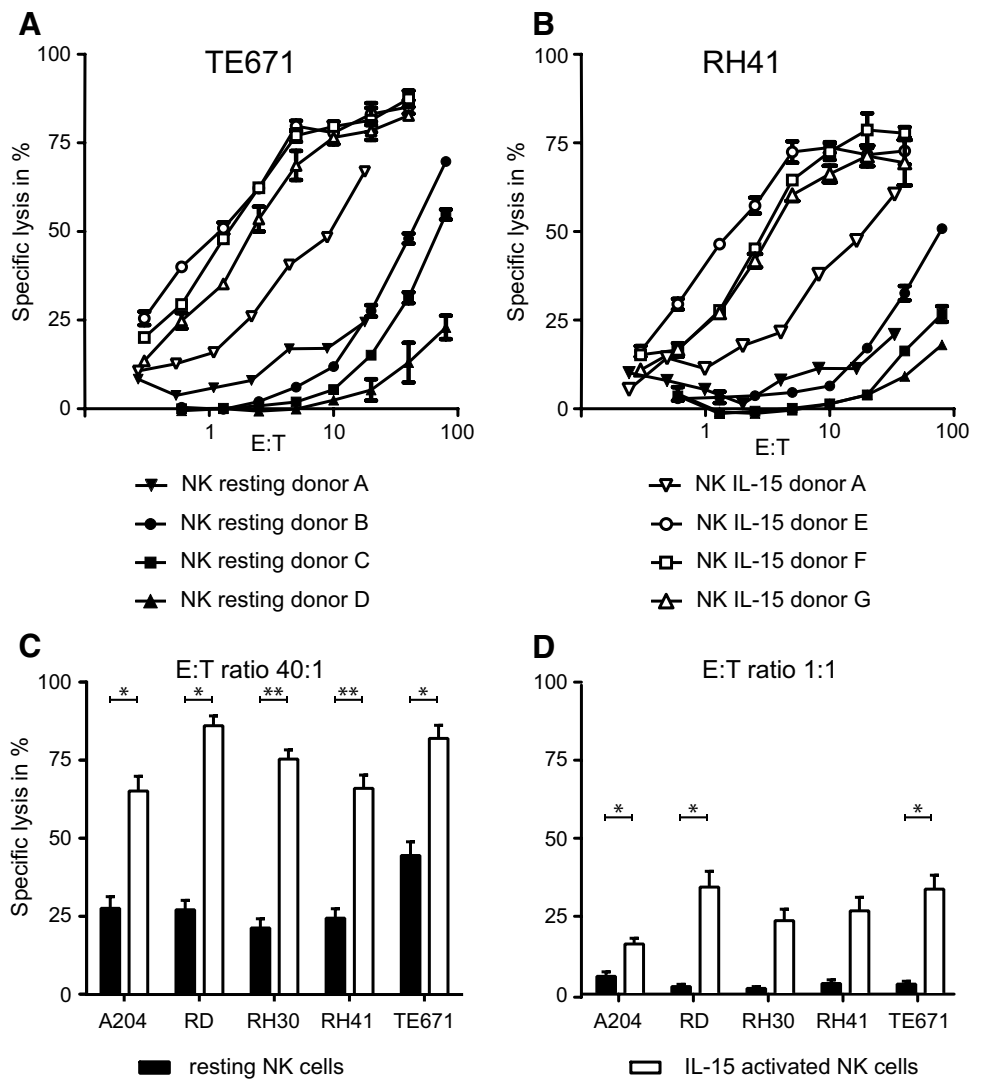 A
TE671
Specific lysis in %
100
75
50
25
0
1
10
100
E:T
B
RH41
Specific lysis in %
100
75
50
25
0
1
10
100
E:T
NK resting donor A
NK resting donor B
NK resting donor C
NK resting donor D
NK IL-15 donor A
NK IL-15 donor E
NK IL-15 donor F
NK IL-15 donor G
C
E:T ratio 40:1
Specific lysis in %
100
75
50
25
0
*
*
**
**
*
A204
RD
RH30
RH41
TE671
D
E:T ratio 1:1
100
75
50
25
0
*
*
*
A204
RD
RH30
RH41
TE671
resting NK cells
IL-15 activated NK cells